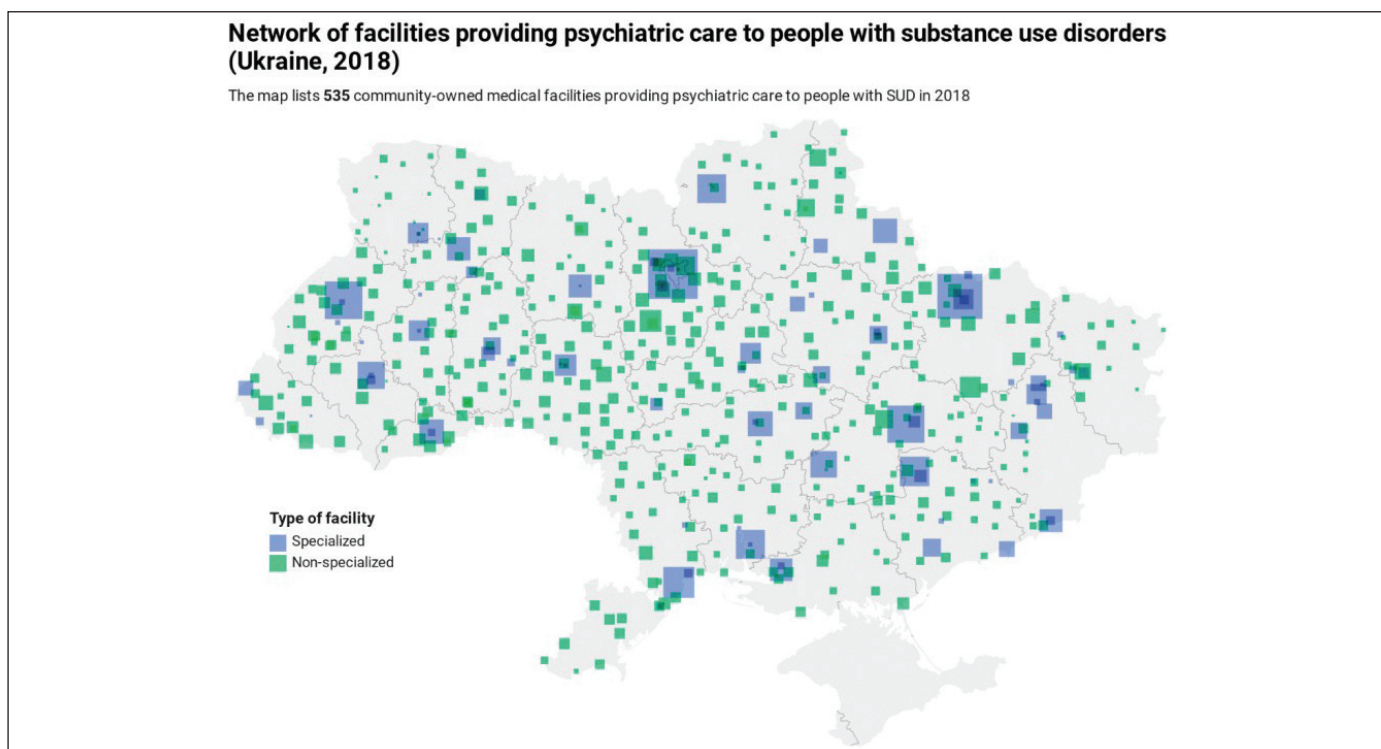 Network of facilities providing psychiatric care to people with substance use disorders
(Ukraine, 2018)
The map lists 535 community-owned medical facilities providing psychiatric care to people with SUD in 2018
Type of facility
Specialized
Non-specialized